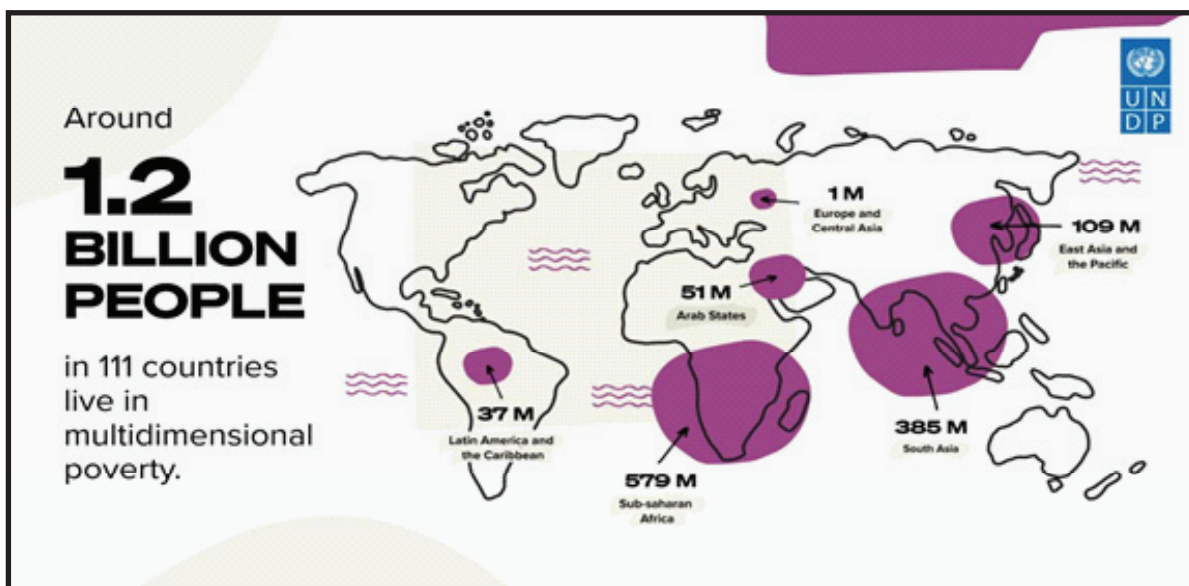 Around
1.2
BILLION
PEOPLE
in 111 countries
live in
multidimensional
poverty.
UN
DP
1 M
Europe and
Central Asia
109 M
East Asia and
the Pacific
51 M
Arab States
37 M
Latin America and
the Caribbean
385 M
South Asia
579 M
Sub-saharan
Africa